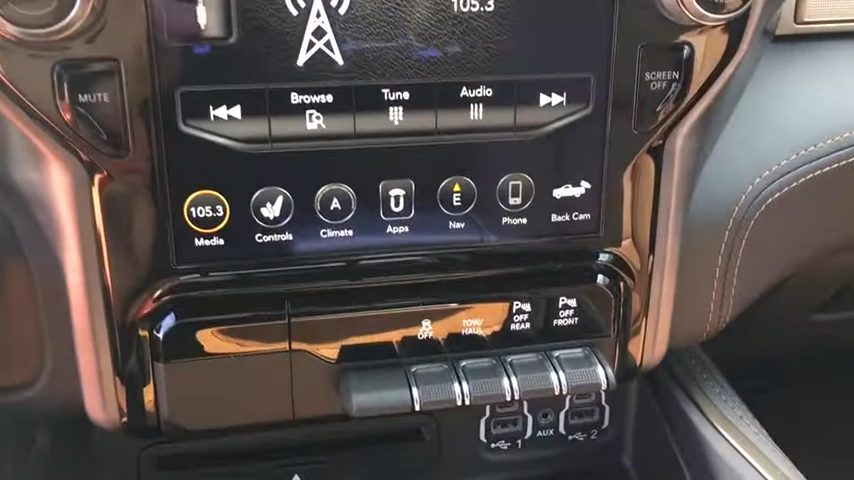 105.3
MUTE
SCREEN
OFF
Browse Tune Audio
105.3 A E
Media Controls Climate Apps Nav Phone Back Cam
OFF
TOW/
HAUL
P
OFF
REAR
P
OFF
FRONT
1 AUX 2